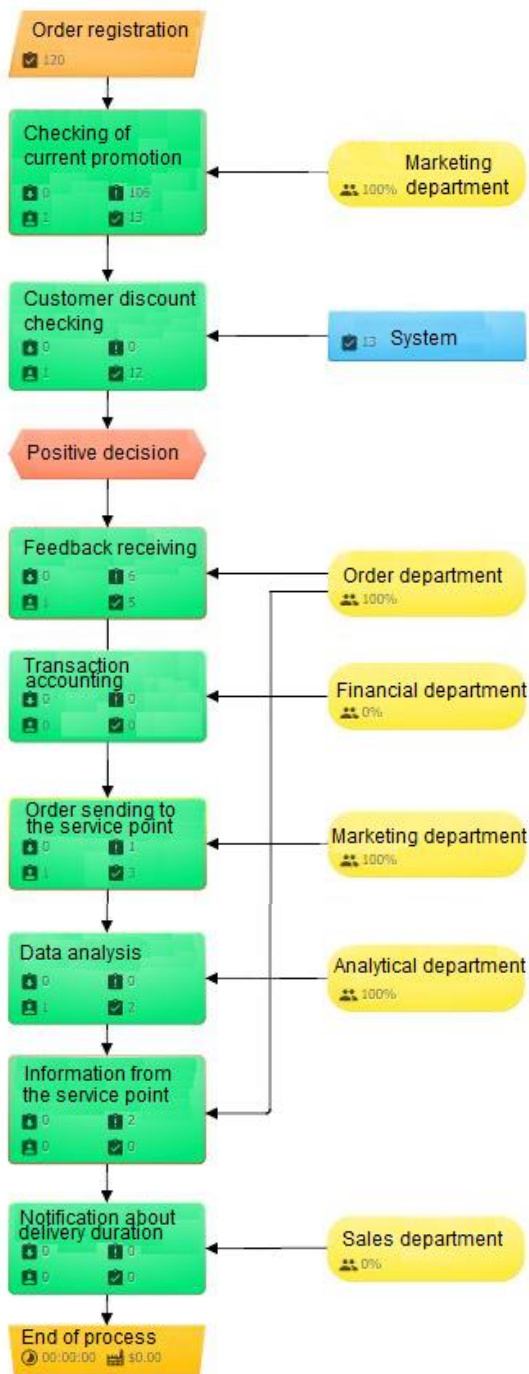 Order registration
120
Checking of
current promotion
0 106
1 13
Marketing
100% department
Customer discount
checking
0 0
1 12
13 System
Positive decision
Feedback receiving
0 6
1 5
Order department
100%
Transaction
accounting
0 0
0 0
Financial department
0%
Order sending to
the service point
0 1
1 3
Marketing department
100%
Data analysis
0 0
1 2
Analytical department
100%
Information from
the service point
0 2
0 0
Notification about
delivery duration
0 0
0 0
Sales department
0%
End of process
00:00:00 $0.00